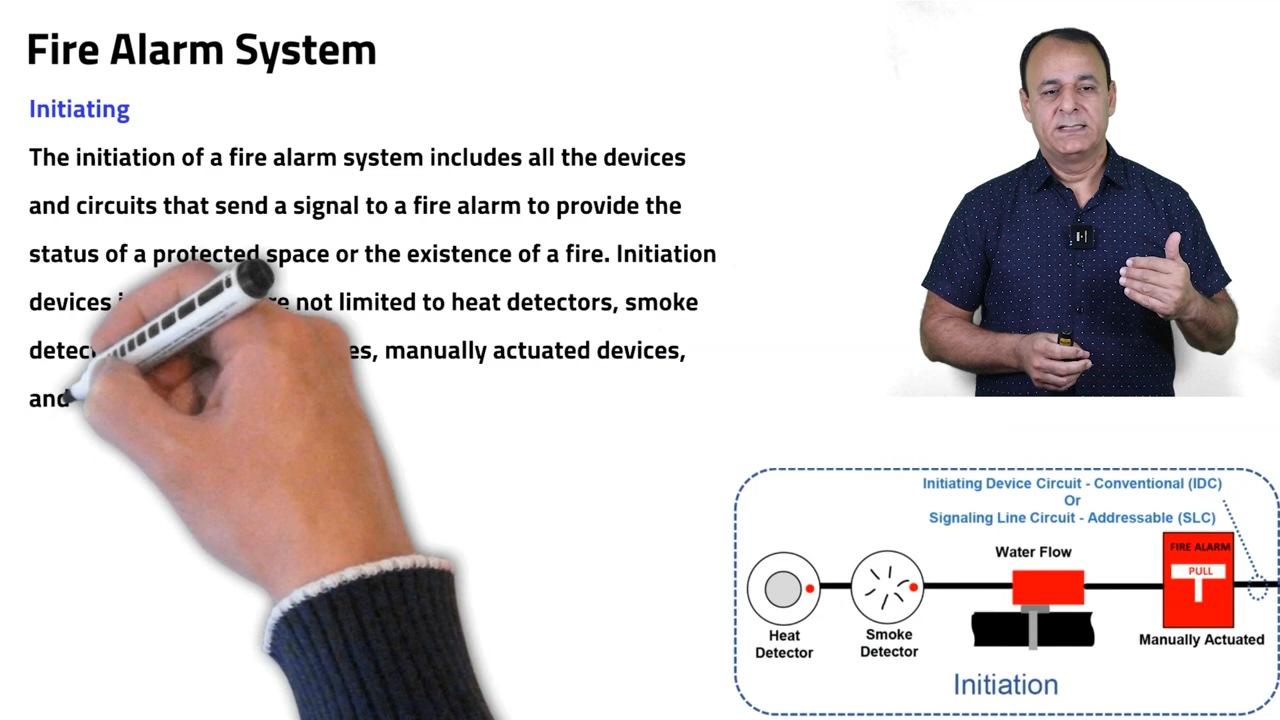 Fire Alarm System
Initiating
The initiation of a fire alarm system includes all the devices
and circuits that send a signal to a fire alarm to provide the
status of a protected space or the existence of a fire. Initiation
devices not limited to heat detectors, smoke
manually actuated devices,
and
Initiating Device Circuit - Conventional (IDC)
Or
Signaling Line Circuit - Addressable (SLC)
Water Flow
FIRE ALARM
PULL
Heat
Detector
Smoke
Detector
Manually Actuated
Initiation